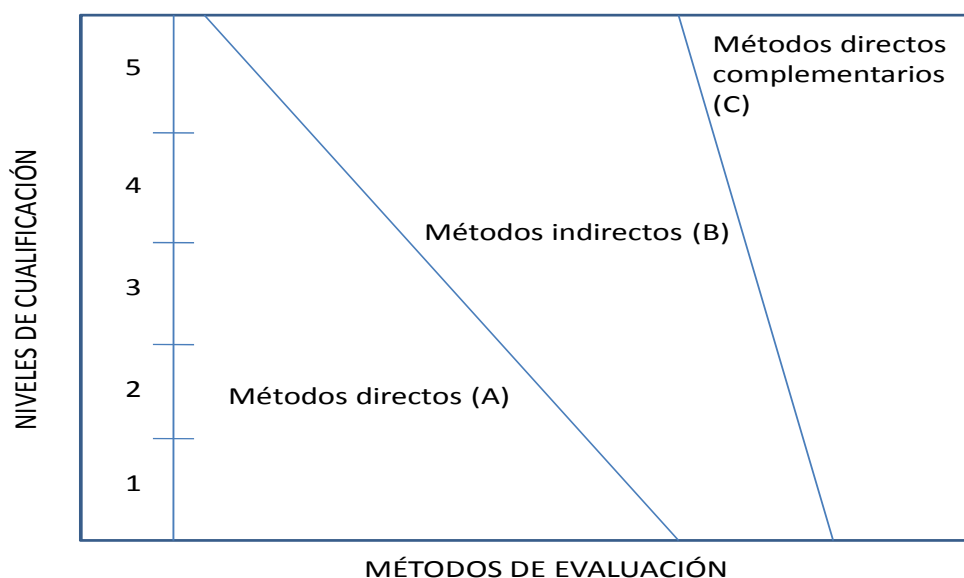 NIVELES DE CUALIFICACIÓN
5
4
3
2
1
Métodos directos
complementarios
(C)
Métodos indirectos (B)
Métodos directos (A)
MÉTODOS DE EVALUACIÓN